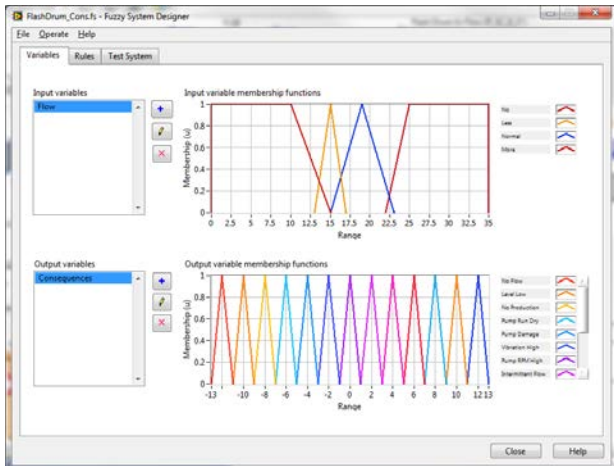 FlashDrum_Cons.fs - Fuzzy System Designer
File Operate Help
Variables Rules Test System
Input variables
Flow
Input variable membership functions
Membership (u)
1
0.8
0.6
0.4
0.2
0
0 2.5 5 7.5 10 12.5 15 17.5 20 22.5 25 27.5 30 32.5 35
Range
No
Less
Normal
More
Output variables
Consequences
Output variable membership functions
Membership (u)
1
0.8
0.6
0.4
0.2
0
-13 -10 -8 -6 -4 -2 0 2 4 6 8 10 12 13
Range
No Flow
Level Low
No Production
Pump Run Dry
Pump Damage
Vibration High
Pump RPM High
Intermittent Flow
Close Help